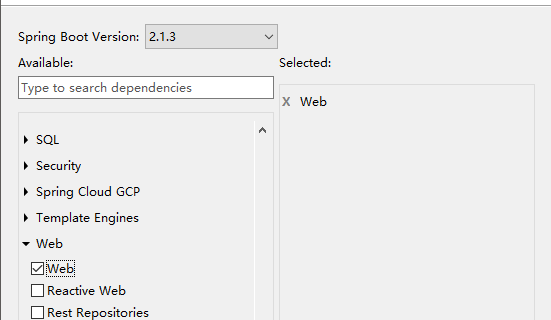 Spring Boot Version: 2.1.3
Available:
Selected:
Type to search dependencies
X Web
SQL
Security
Spring Cloud GCP
Template Engines
Web
Web
Reactive Web
Rest Repositories